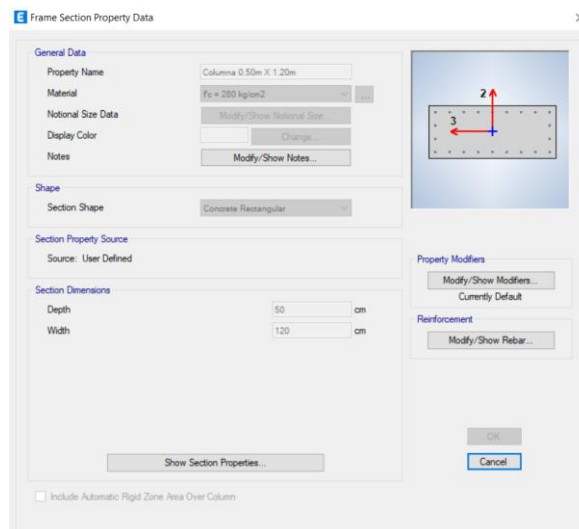 E Frame Section Property Data
General Data
Property Name Columna 0.50m X 1.20m
Material f'c = 280 kg/cm2 ...
Notional Size Data Modify/Show Notional Size...
Display Color Change...
Notes Modify/Show Notes...
Shape
Section Shape Concrete Rectangular
Section Property Source
Source: User Defined
Section Dimensions
Depth 50 cm
Width 120 cm
Show Section Properties...
Include Automatic Rigid Zone Area Over Column
2
3
Property Modifiers
Modify/Show Modifiers...
Currently Default
Reinforcement
Modify/Show Rebar...
OK
Cancel